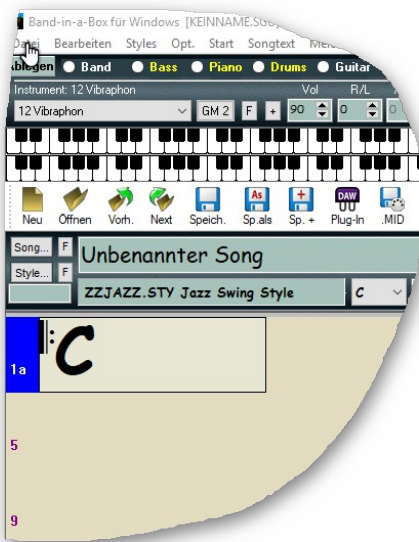 Band-in-a-Box für Windows [KEINNAME.SG
Datei Bearbeiten Styles Opt. Start Songtext
Ablegen Band Bass Piano Drums Guitar
Instrument: 12 Vibraphon Vol R/L
12 Vibraphon GM 2 F + 90 0 0
Neu Öffnen Vorh. Next Speich. Sp.als Sp. + Plug-In .MID
Song... F Unbenannter Song
Style... F
ZZJAZZ.STY Jazz Swing Style C
1a C
5
9